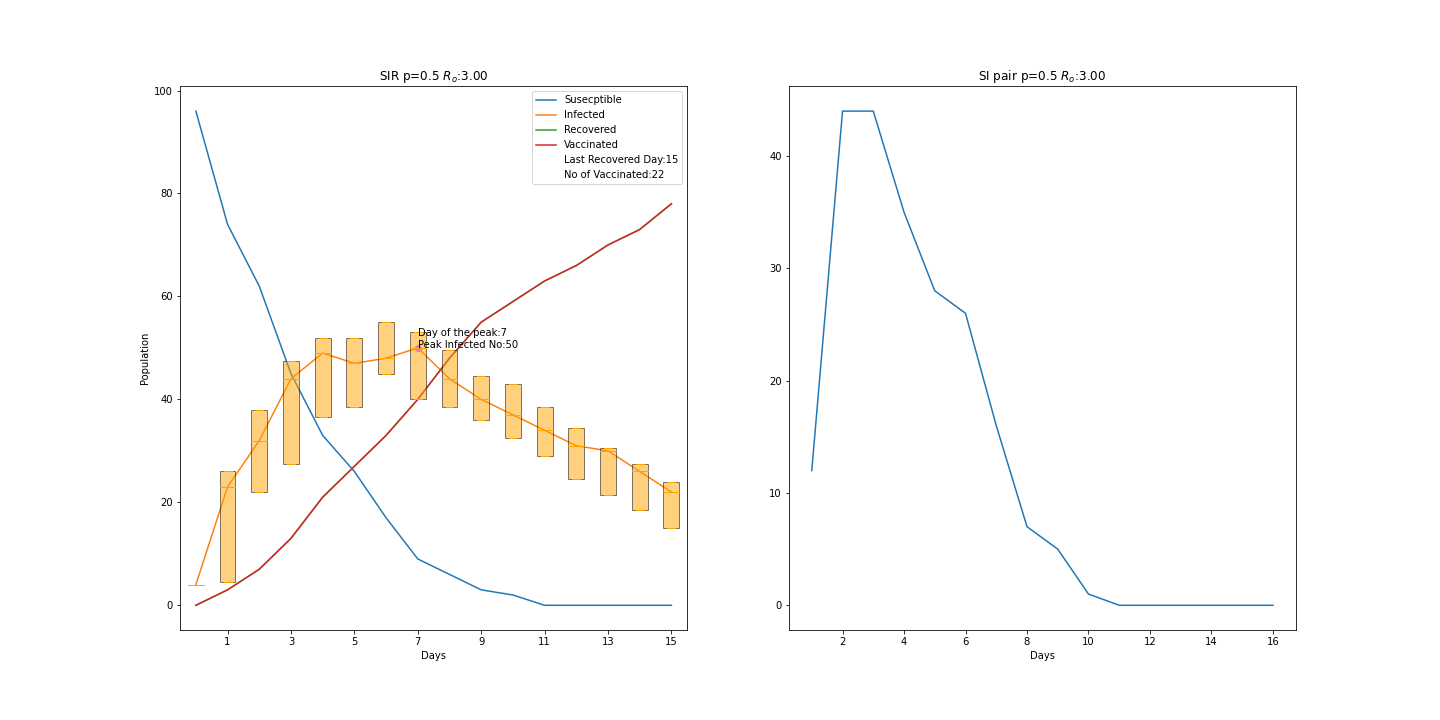 SIR p=0.5 Rₒ:3.00
100
80
60
40
20
0
Population
Susecptible
Infected
Recovered
Vaccinated
Last Recovered Day:15
No of Vaccinated:22
Day of the peak:7
Peak Infected No:50
1 3 5 7 9 11 13 15
Days
SI pair p=0.5 Rₒ:3.00
40
30
20
10
0
2 4 6 8 10 12 14 16
Days